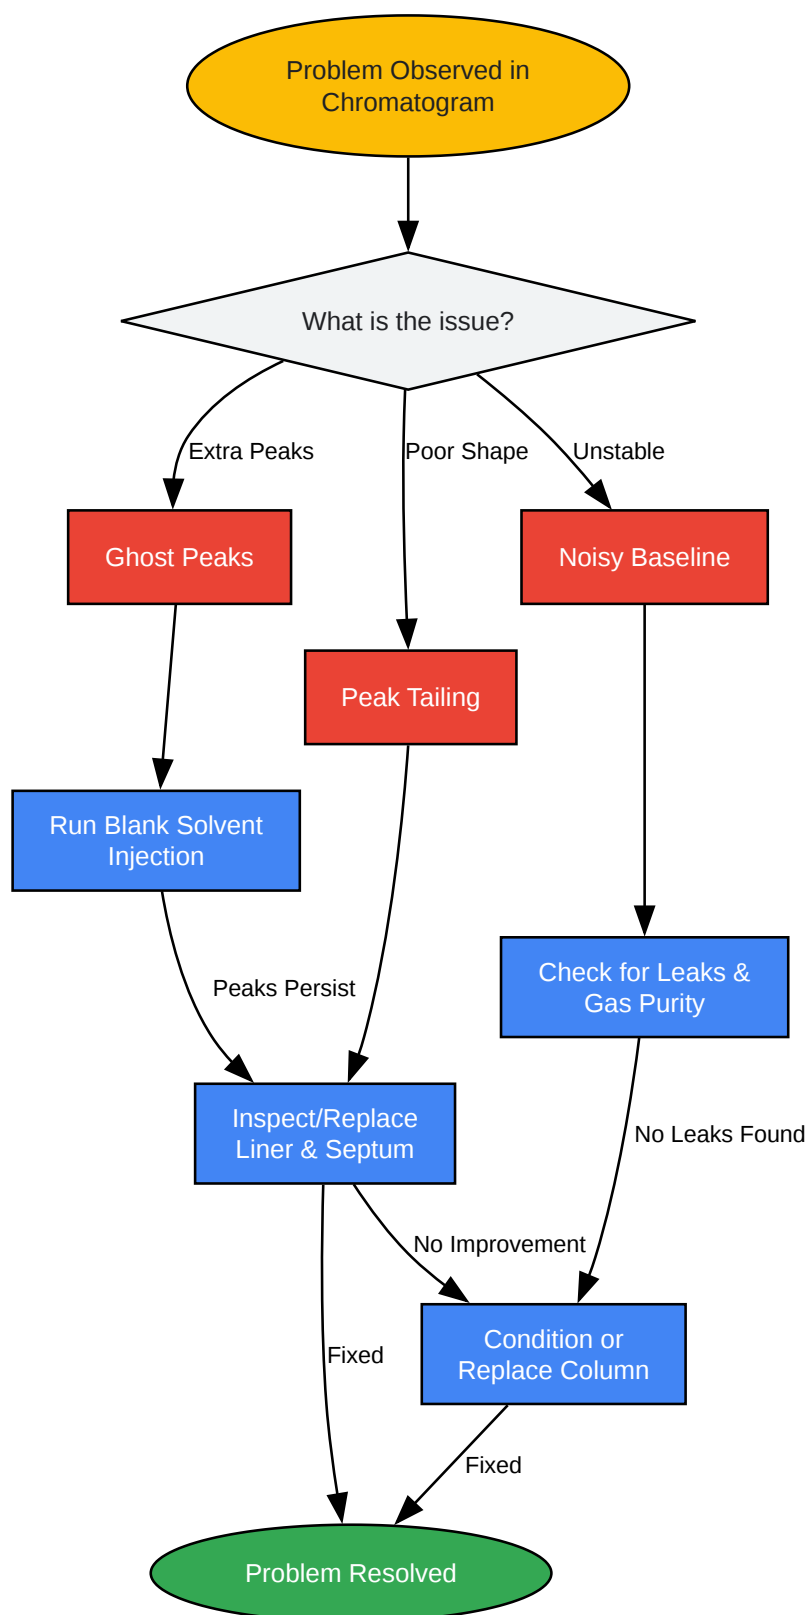 Problem Observed in
Chromatogram
What is the issue?
Extra Peaks
Poor Shape
Unstable
Ghost Peaks
Noisy Baseline
Peak Tailing
Run Blank Solvent
Injection
Peaks Persist
Check for Leaks &
Gas Purity
Inspect/Replace
Liner & Septum
No Leaks Found
No Improvement
Condition or
Replace Column
Fixed
Fixed
Problem Resolved